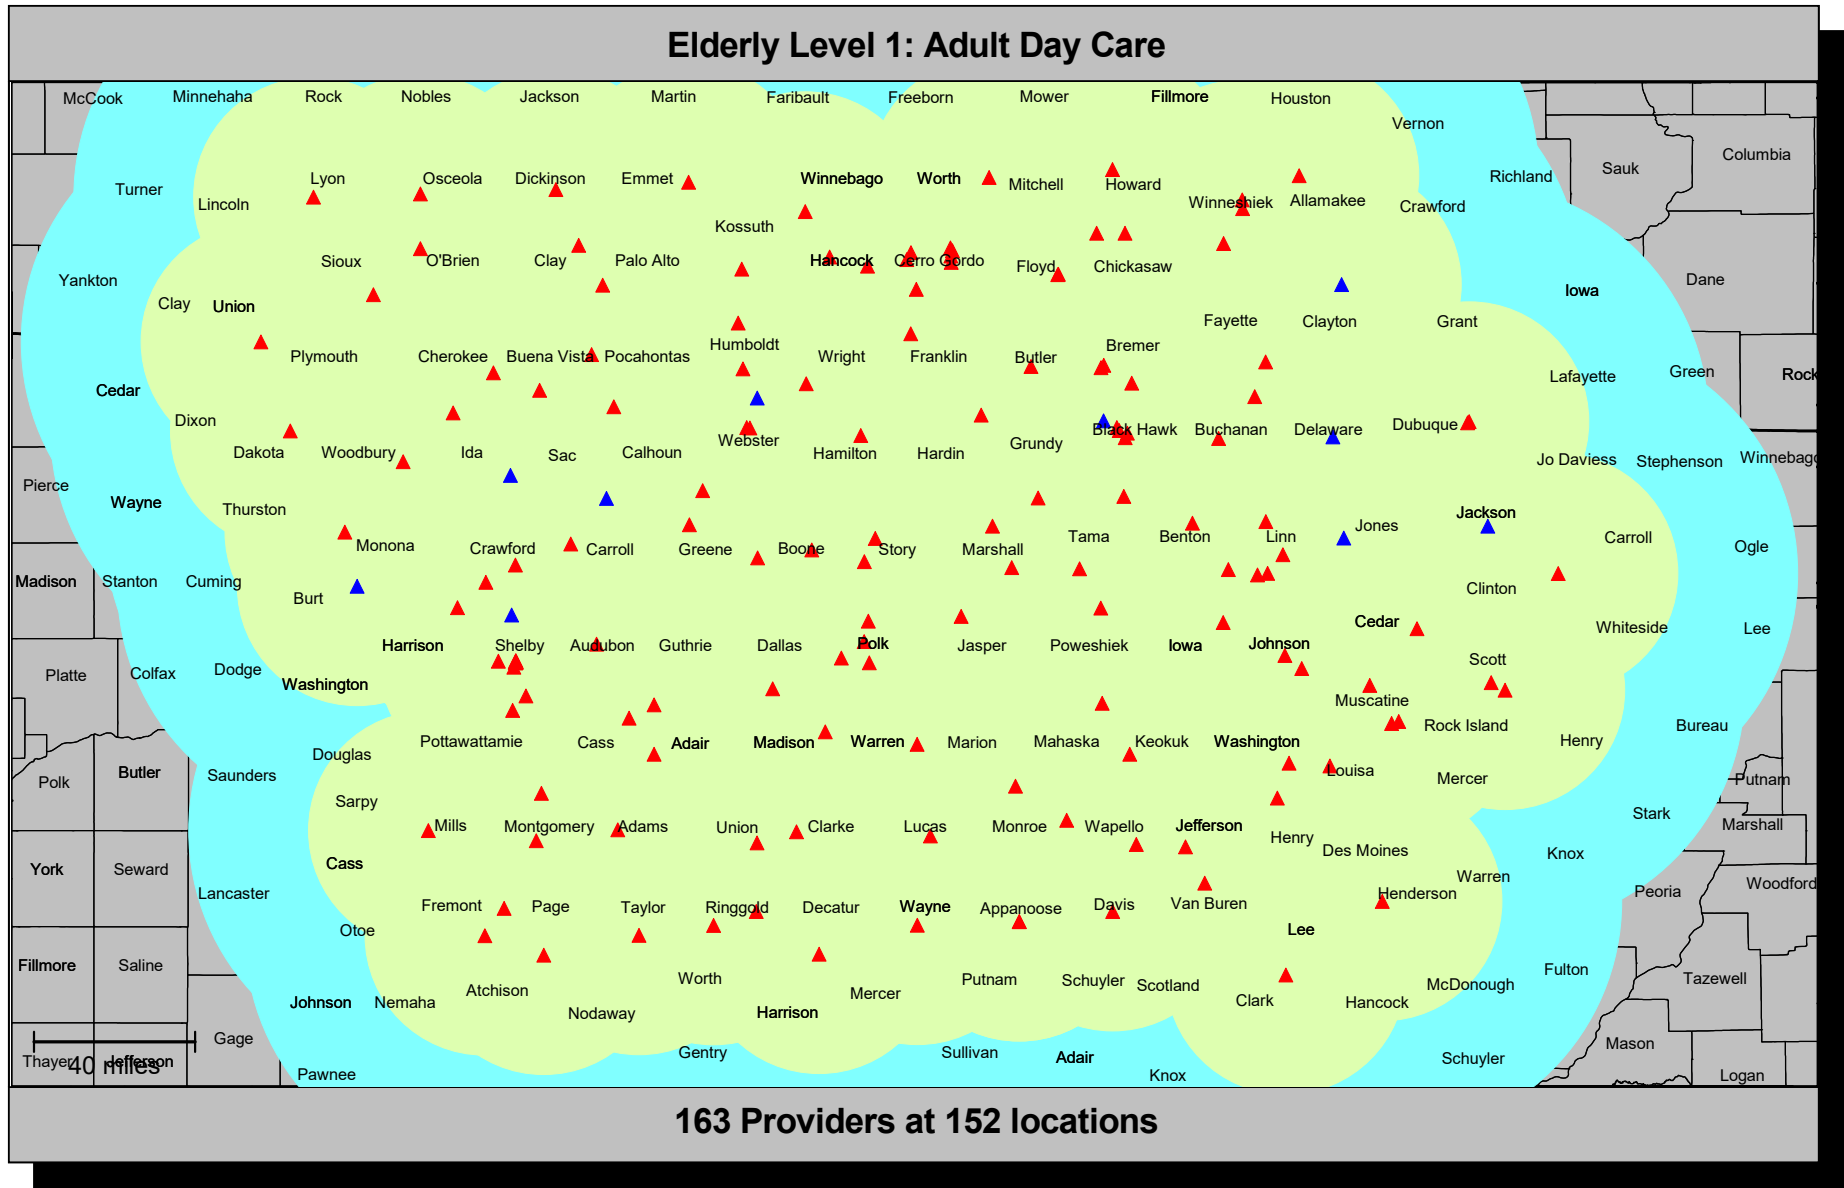 Elderly Level 1: Adult Day Care
McCook Minnehaha Rock Nobles Jackson Martin Faribault Freeborn Mower Fillmore Houston
Vernon
Columbia
Sauk
Turner Lyon Osceola Dickinson Emmet Winnebago Worth Mitchell Howard Richland
Lincoln Winneshiek Allamakee Crawford
Kossuth
Yankton Sioux O'Brien Clay Palo Alto Hancock Cerro Gordo Floyd Chickasaw Dane
Clay Union Iowa
Fayette Clayton Grant
Plymouth Cherokee Buena Vista Pocahontas Humboldt Wright Franklin Butler Bremer
Cedar Lafayette Green Rock
Dixon Black Hawk Buchanan Delaware Dubuque
Dakota Woodbury Ida Sac Calhoun Webster Hamilton Hardin Grundy
Jo Daviess Stephenson Winnebago
Pierce Wayne Thurston Jackson
Monona Crawford Carroll Greene Boone Story Marshall Tama Benton Linn Jones Carroll Ogle
Madison Stanton Cuming Burt Clinton
Cedar Whiteside Lee
Harrison Shelby Audubon Guthrie Dallas Polk Jasper Poweshiek Iowa Johnson Scott
Platte Colfax Dodge Washington
Muscatine Rock Island Bureau
Douglas Pottawattamie Cass Adair Madison Warren Marion Mahaska Keokuk Washington Henry
Polk Butler Saunders Louisa Mercer Putnam
Sarpy Mills Montgomery Adams Union Clarke Lucas Monroe Wapello Jefferson Stark Marshall
Henry Des Moines Knox
York Seward Cass Warren
Lancaster Henderson Peoria Woodford
Fremont Page Taylor Ringgold Decatur Wayne Appanoose Davis Van Buren
Otoe Lee
Fillmore Saline Worth Putnam Schuyler Scotland McDonough Fulton Tazewell
Johnson Nemaha Atchison Nodaway Harrison Mercer Clark Hancock
Gage Gentry Sullivan Adair Schuyler Mason
Thayer Jefferson
40 miles
Pawnee Knox Logan
163 Providers at 152 locations